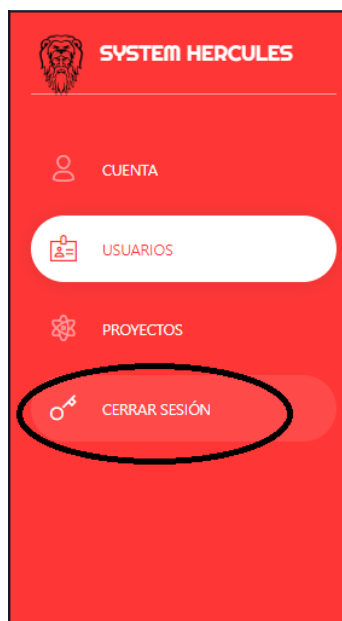 SYSTEM HERCULES
CUENTA
USUARIOS
PROYECTOS
CERRAR SESIÓN